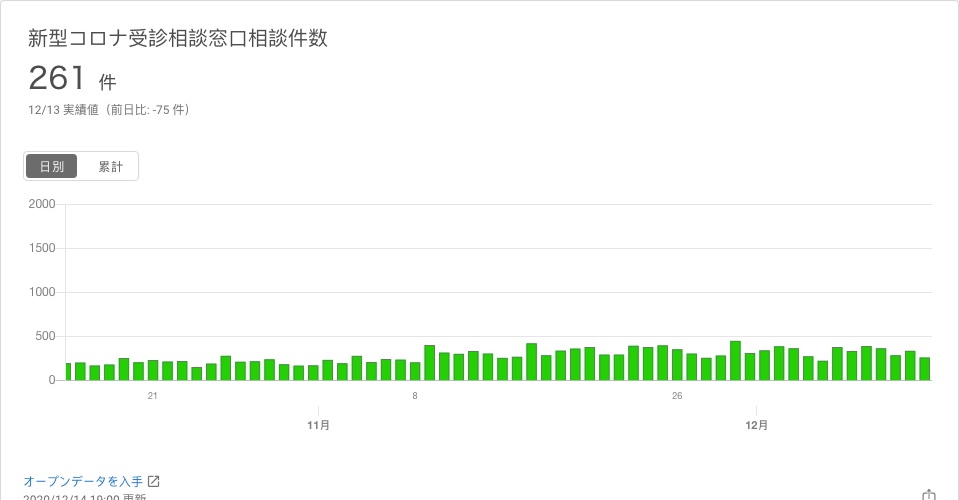 新型コロナ受診相談窓口相談件数
261 件
12/13 実績値（前日比: -75 件）
日別 累計
2000
1500
1000
500
0
21 8 26
11月 12月
オープンデータを入手
2020/12/14 19:00 更新